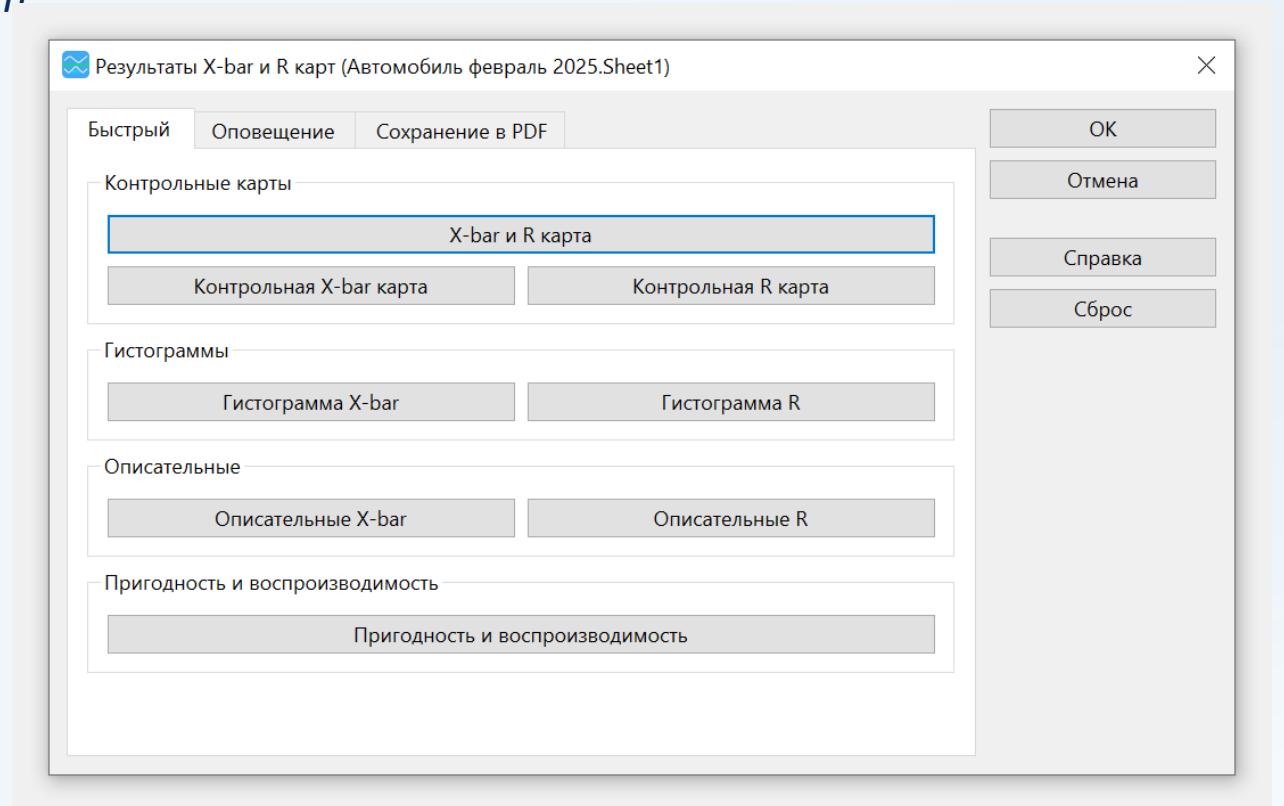 Результаты X-bar и R карт (Автомобиль февраль 2025.Sheet1)
Быстрый Оповещение Сохранение в PDF
Контрольные карты
X-bar и R карта
Контрольная X-bar карта Контрольная R карта
Гистограммы
Гистограмма X-bar Гистограмма R
Описательные
Описательные X-bar Описательные R
Пригодность и воспроизводимость
Пригодность и воспроизводимость
OK
Отмена
Справка
Сброс